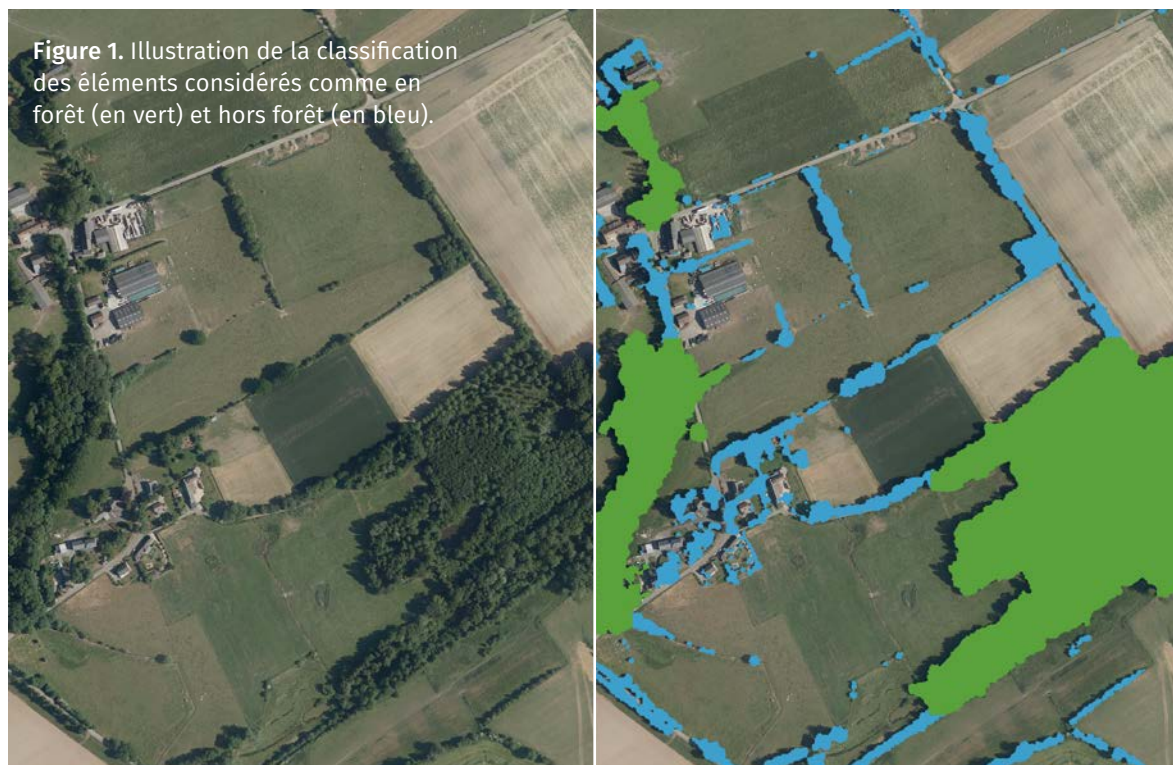 Figure 1. Illustration de la classification
des éléments considérés comme en
forêt (en vert) et hors forêt (en bleu).